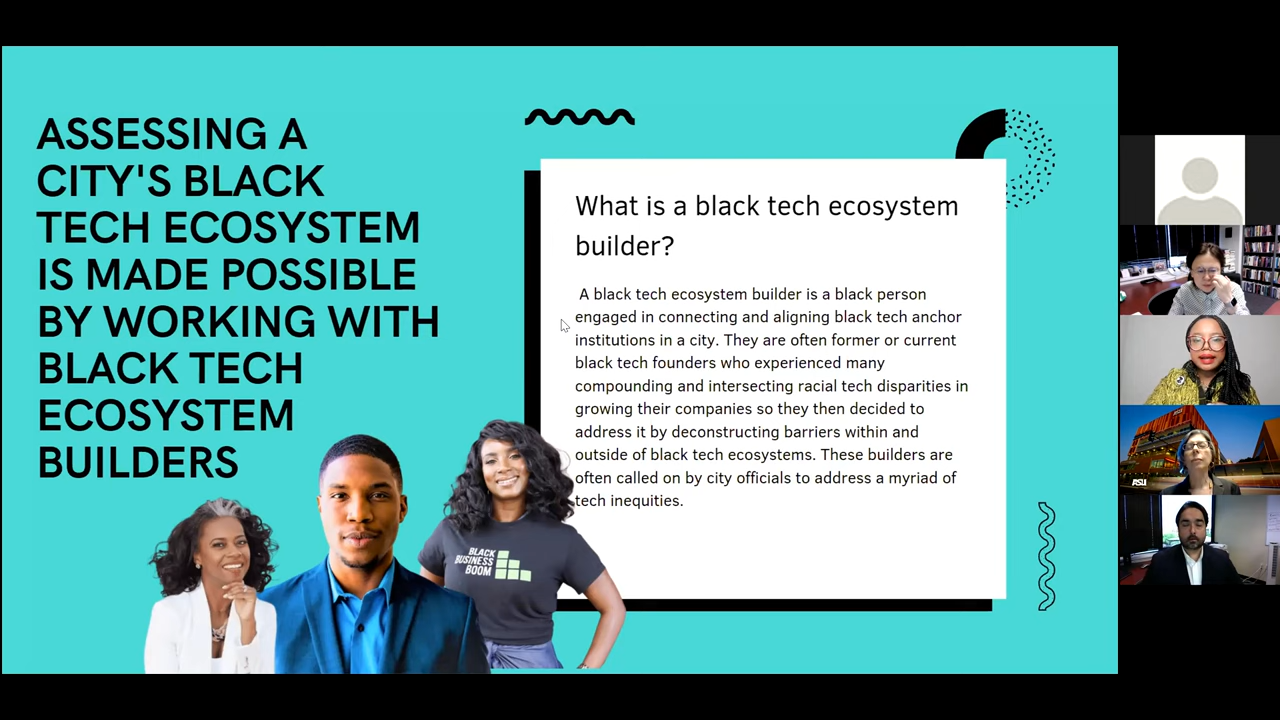 ASSESSING A
CITY'S BLACK
TECH ECOSYSTEM
IS MADE POSSIBLE
BY WORKING WITH
BLACK TECH
ECOSYSTEM
BUILDERS
What is a black tech ecosystem
builder?
A black tech ecosystem builder is a black person
engaged in connecting and aligning black tech anchor
institutions in a city. They are often former or current
black tech founders who experienced many
compounding and intersecting racial tech disparities in
growing their companies so they then decided to
address it by deconstructing barriers within and
outside of black tech ecosystems. These builders are
often called on by city officials to address a myriad of
tech inequities.
BLACK
BUSINESS
BOOM
ASU